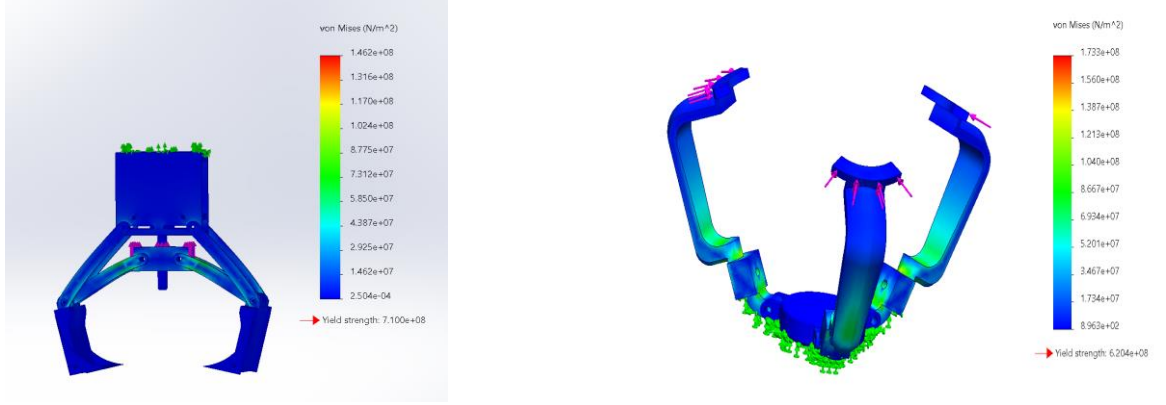 von Mises (N/m^2)
1.462e+08
1.316e+08
1.170e+08
1.024e+08
8.775e+07
7.312e+07
5.850e+07
4.387e+07
2.925e+07
1.462e+07
2.504e-04
Yield strength: 7.100e+08
von Mises (N/m^2)
1.733e+08
1.560e+08
1.387e+08
1.213e+08
1.040e+08
8.667e+07
6.934e+07
5.201e+07
3.467e+07
1.734e+07
8.963e+02
Yield strength: 6.204e+08